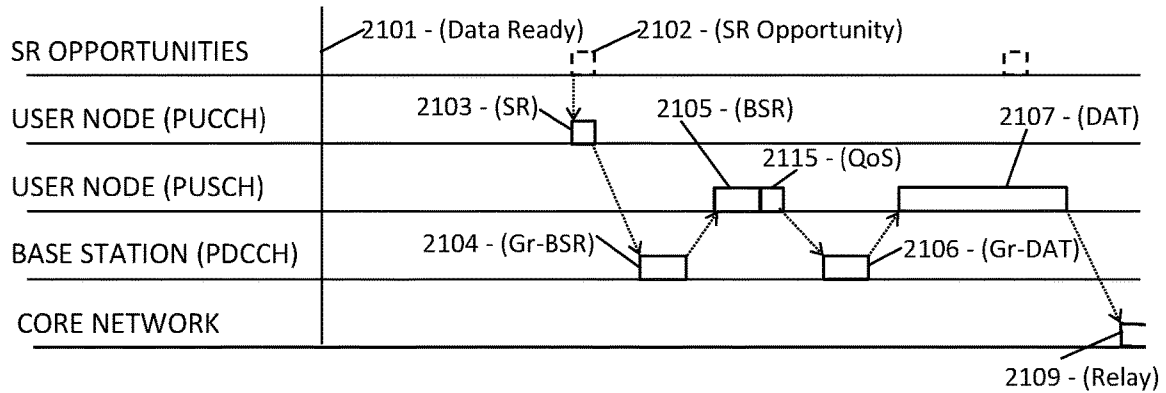 2101 - (Data Ready)
2102 - (SR Opportunity)
SR OPPORTUNITIES
2103 - (SR)
2105 - (BSR)
2107 - (DAT)
USER NODE (PUCCH)
2115 - (QoS)
USER NODE (PUSCH)
2104 - (Gr-BSR)
2106 - (Gr-DAT)
BASE STATION (PDCCH)
CORE NETWORK
2109 - (Relay)